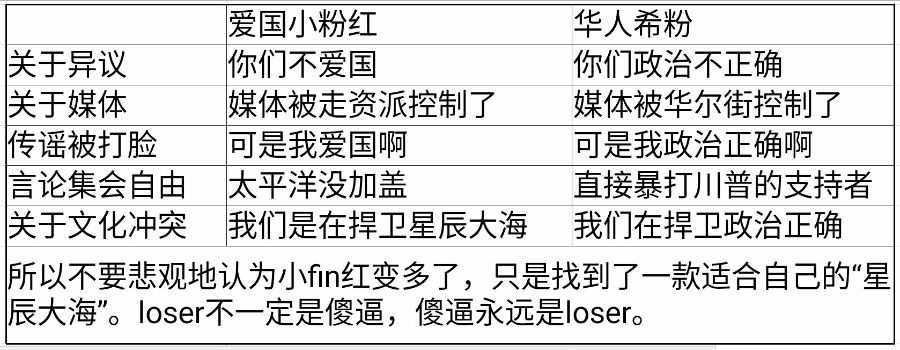 爱国小粉红 华人希粉
关于异议 你们不爱国 你们政治不正确
关于媒体 媒体被走资派控制了 媒体被华尔街控制了
传谣被打脸 可是我爱国啊 可是我政治正确啊
言论集会自由 太平洋没加盖 直接暴打川普的支持者
关于文化冲突 我们是在捍卫星辰大海 我们在捍卫政治正确
所以不要悲观地认为小fin红变多了，只是找到了一款适合自己的“星
辰大海”。loser不一定是傻逼，傻逼永远是loser。